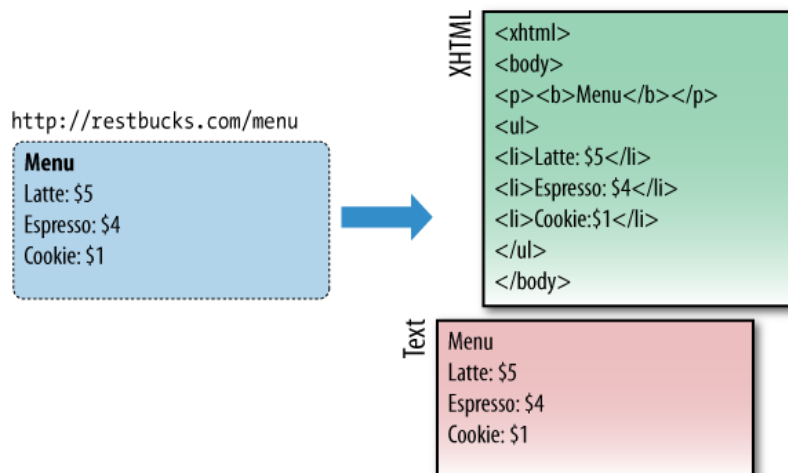 http://restbucks.com/menu
Menu
Latte: $5
Espresso: $4
Cookie: $1
XHTML
<xhtml>
<body>
<p><b>Menu</b></p>
<ul>
<li>Latte: $5</li>
<li>Espresso: $4</li>
<li>Cookie:$1</li>
</ul>
</body>
Text
Menu
Latte: $5
Espresso: $4
Cookie: $1